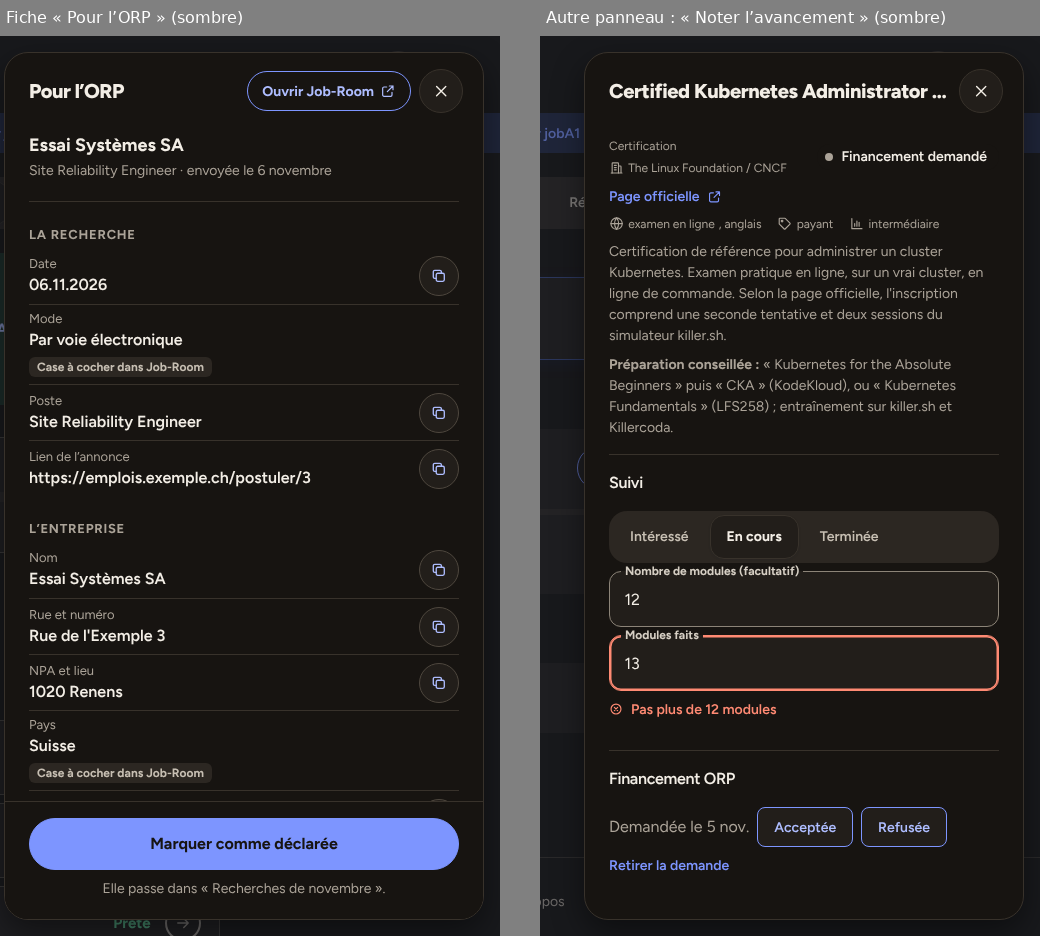 Fiche « Pour l’ORP » (sombre)
Pour l’ORP
Ouvrir Job-Room
Essai Systèmes SA
Site Reliability Engineer · envoyée le 6 novembre
LA RECHERCHE
Date
06.11.2026
Mode
Par voie électronique
Case à cocher dans Job-Room
Poste
Site Reliability Engineer
Lien de l’annonce
https://emplois.exemple.ch/postuler/3
L’ENTREPRISE
Nom
Essai Systèmes SA
Rue et numéro
Rue de l'Exemple 3
NPA et lieu
1020 Renens
Pays
Suisse
Case à cocher dans Job-Room
Marquer comme déclarée
Elle passe dans « Recherches de novembre ».
Prête
Autre panneau : « Noter l’avancement » (sombre)
jobA1
Ré
opos
Certified Kubernetes Administrator ...
Certification
The Linux Foundation / CNCF
Financement demandé
Page officielle
examen en ligne , anglais payant intermédiaire
Certification de référence pour administrer un cluster
Kubernetes. Examen pratique en ligne, sur un vrai cluster, en
ligne de commande. Selon la page officielle, l'inscription
comprend une seconde tentative et deux sessions du
simulateur killer.sh.
Préparation conseillée : « Kubernetes for the Absolute
Beginners » puis « CKA » (KodeKloud), ou « Kubernetes
Fundamentals » (LFS258) ; entraînement sur killer.sh et
Killercoda.
Suivi
Intéressé En cours Terminée
Nombre de modules (facultatif)
12
Modules faits
13
Pas plus de 12 modules
Financement ORP
Demandée le 5 nov. Acceptée Refusée
Retirer la demande